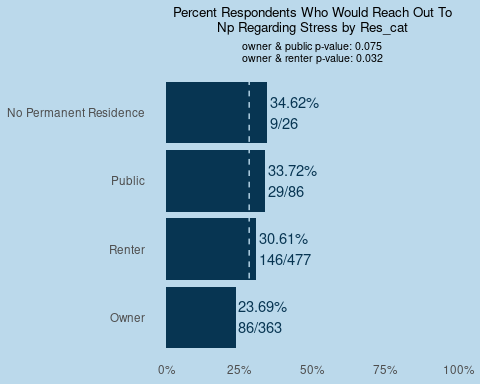 Percent Respondents Who Would Reach Out To
Np Regarding Stress by Res_cat
owner & public p-value: 0.075
owner & renter p-value: 0.032
No Permanent Residence
34.62%
9/26
Public
33.72%
29/86
Renter
30.61%
146/477
Owner
23.69%
86/363
0% 25% 50% 75% 100%